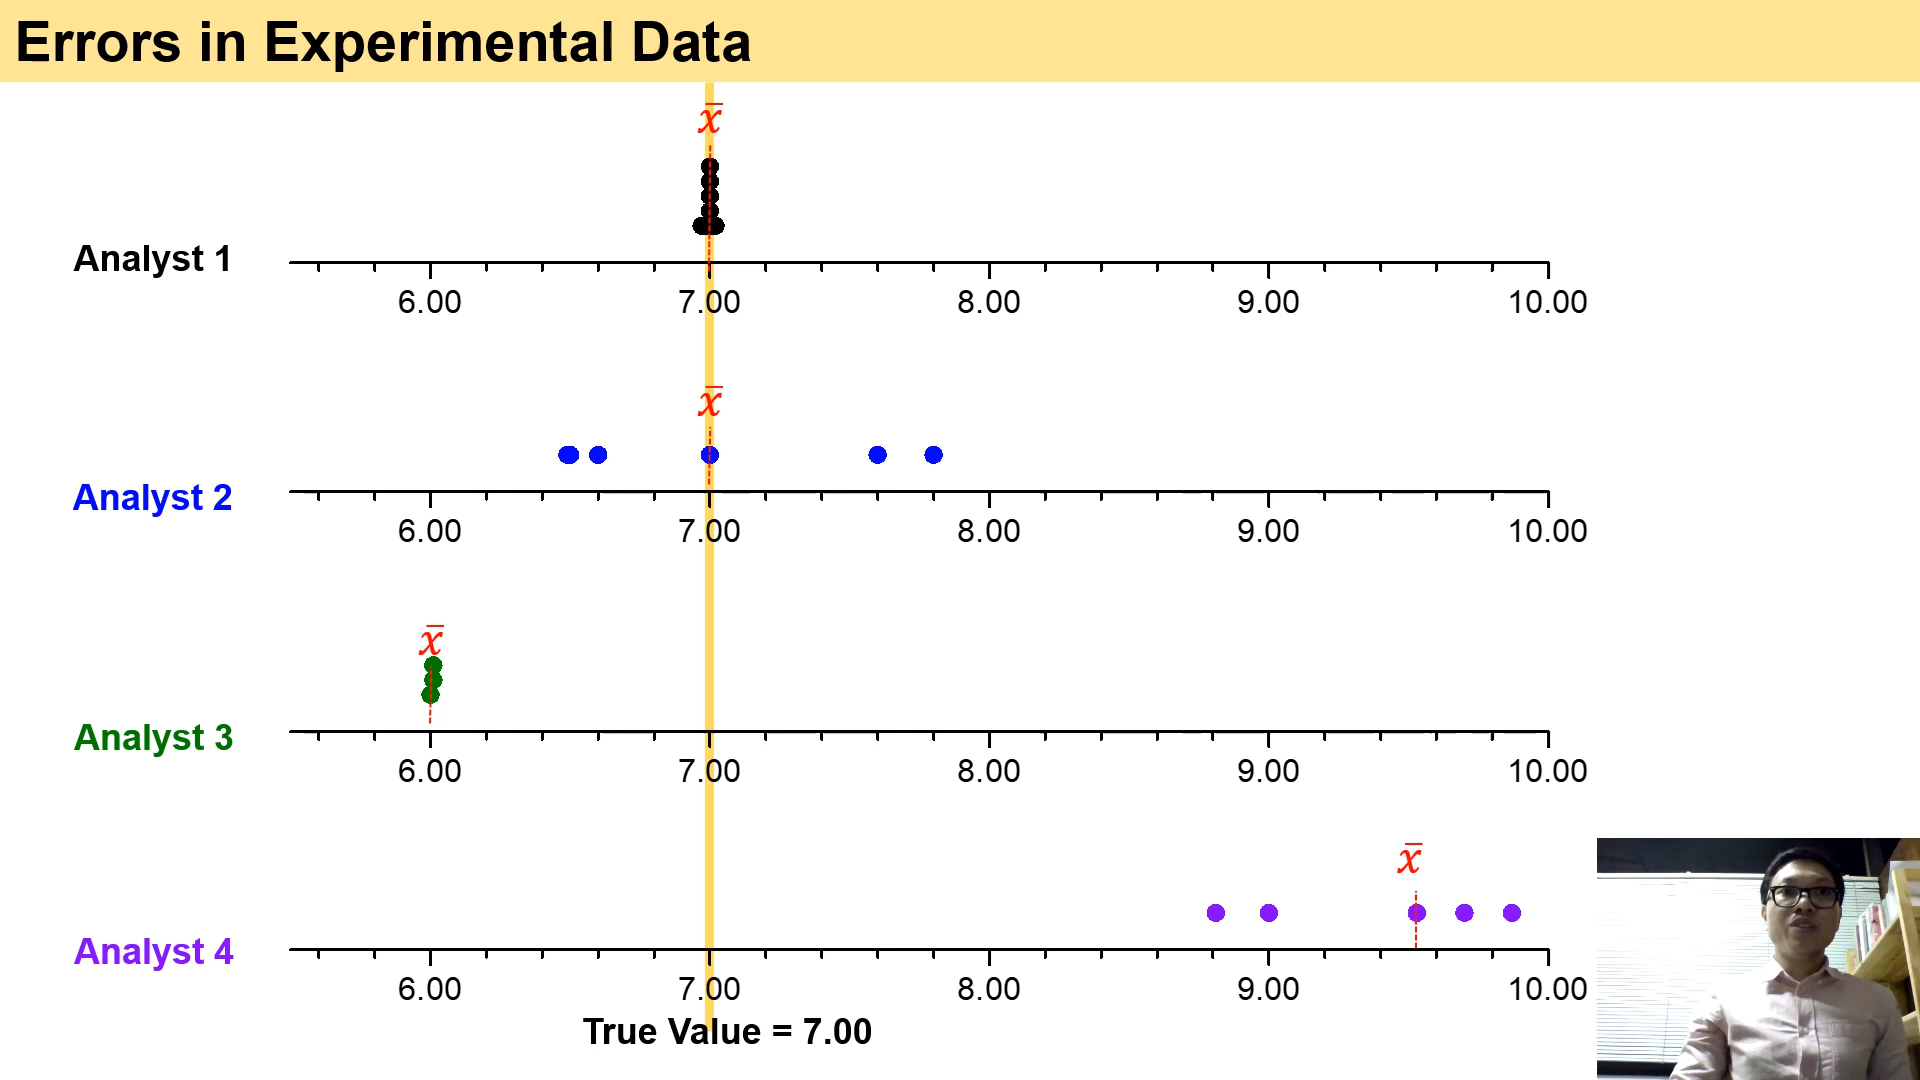 Errors in Experimental Data
x̅
Analyst 1
6.00 7.00 8.00 9.00 10.00
x̅
Analyst 2
6.00 7.00 8.00 9.00 10.00
x̅
Analyst 3
6.00 7.00 8.00 9.00 10.00
x̅
Analyst 4
6.00 7.00 8.00 9.00 10.00
True Value = 7.00